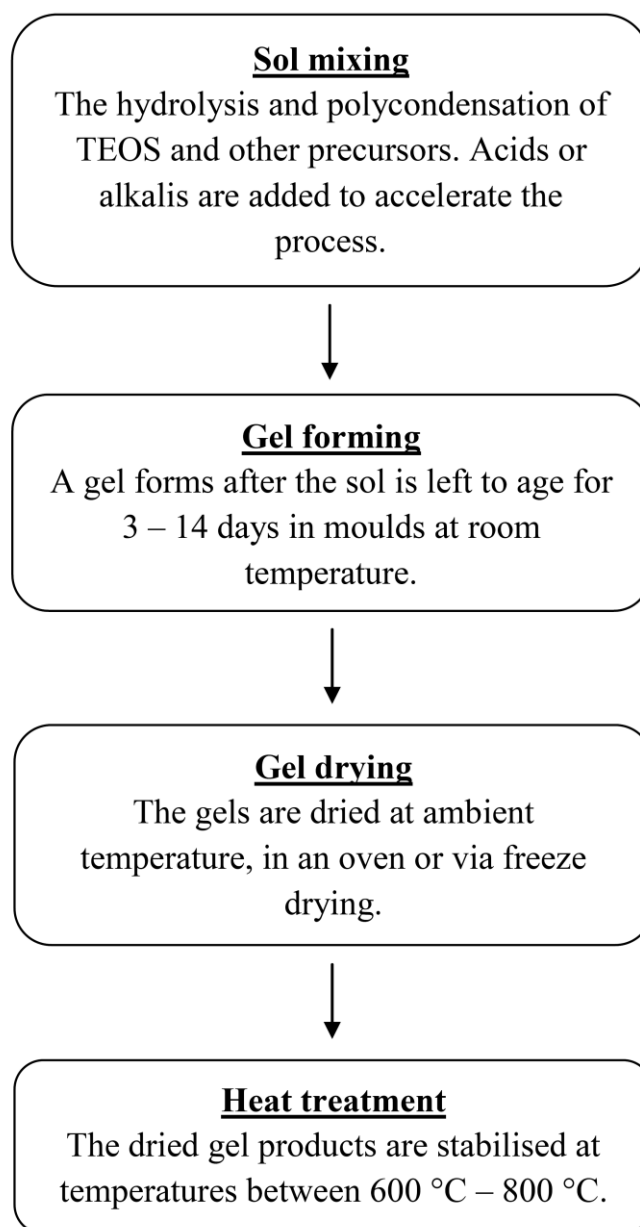 Sol mixing
The hydrolysis and polycondensation of
TEOS and other precursors. Acids or
alkalis are added to accelerate the
process.
Gel forming
A gel forms after the sol is left to age for
3 – 14 days in moulds at room
temperature.
Gel drying
The gels are dried at ambient
temperature, in an oven or via freeze
drying.
Heat treatment
The dried gel products are stabilised at
temperatures between 600 °C – 800 °C.